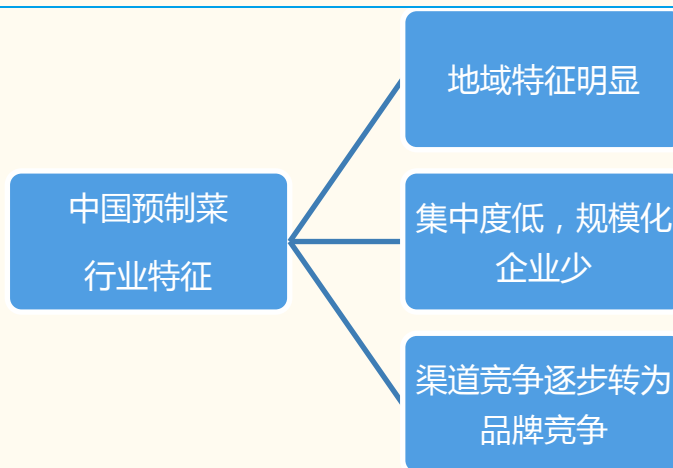 地域特征明显
中国预制菜
行业特征
集中度低，规模化
企业少
渠道竞争逐步转为
品牌竞争